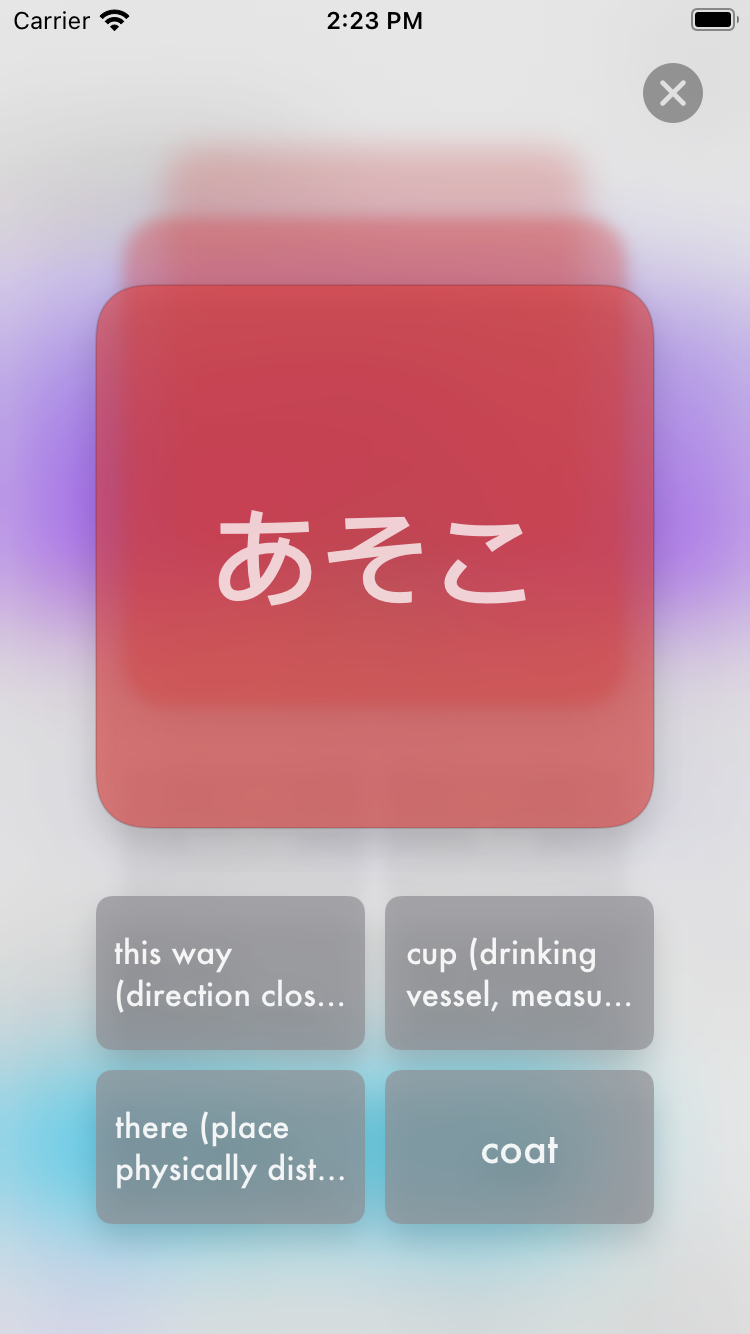 Carrier
2:23 PM
あそこ
this way
(direction clos...
cup (drinking
vessel, measu...
there (place
physically dist...
coat